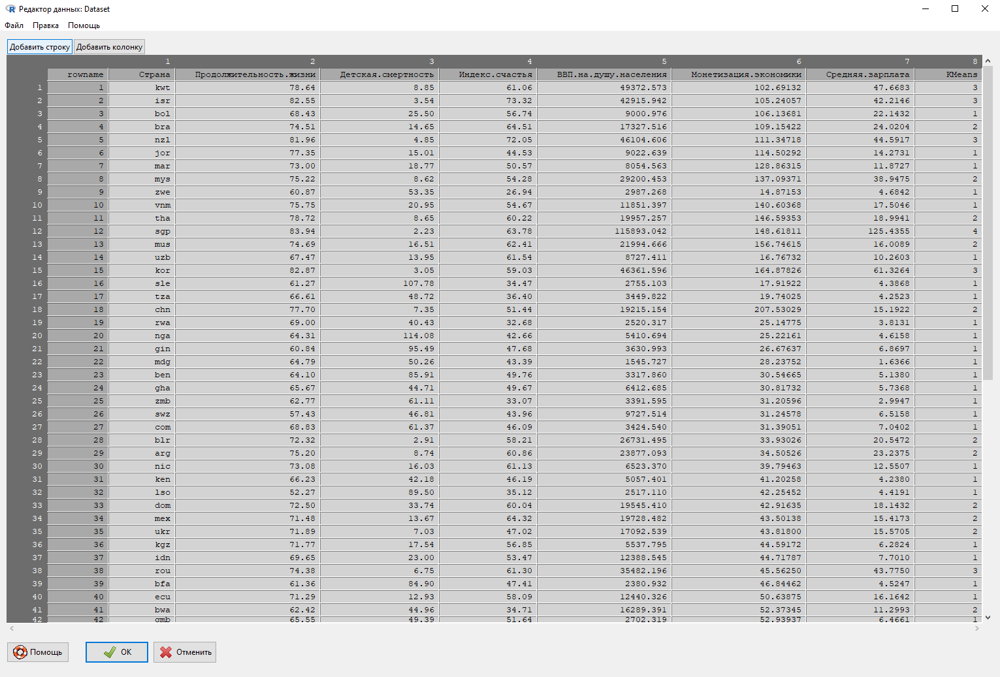 Редактор данных: Dataset
Файл Правка Помощь
Добавить строку Добавить колонку
1 2 3 4 5 6 7 8
rowname Страна Продолжительность.жизни Детская.смертность Индекс.счастья ВВП.на.душу.населения Монетизация.экономики Средняя.зарплата KMeans
1 1 kwt 78.64 8.85 61.06 49372.573 102.69132 47.6683 3
2 2 isr 82.55 3.54 73.32 42915.942 105.24057 42.2146 3
3 3 bol 68.43 25.50 56.74 9000.976 106.13681 22.1432 1
4 4 bra 74.51 14.65 64.51 17327.516 109.15422 24.0204 2
5 5 nzl 81.96 4.85 72.05 46104.606 111.34718 44.5917 3
6 6 jor 77.35 15.01 44.53 9022.639 114.50292 14.2731 1
7 7 mar 73.00 18.77 50.57 8054.563 128.86315 11.8727 1
8 8 mys 75.22 8.62 54.28 29200.453 137.09371 38.9475 2
9 9 zwe 60.87 53.35 26.94 2987.268 14.87153 4.6842 1
10 10 vnm 75.75 20.95 54.67 11851.397 140.60368 17.5046 1
11 11 tha 78.72 8.65 60.22 19957.257 146.59353 18.9941 2
12 12 sgp 83.94 2.23 63.78 115893.042 148.61811 125.4355 4
13 13 mus 74.69 16.51 62.41 21994.666 156.74615 16.0089 2
14 14 uzb 67.47 13.95 61.54 8727.411 16.76732 10.2603 1
15 15 kor 82.87 3.05 59.03 46361.596 164.87826 61.3264 3
16 16 sle 61.27 107.78 34.47 2755.103 17.91922 4.3868 1
17 17 tza 66.61 48.72 36.40 3449.822 19.74025 4.2523 1
18 18 chn 77.70 7.35 51.44 19215.154 207.53029 15.1922 2
19 19 rwa 69.00 40.43 32.68 2520.317 25.14775 3.8131 1
20 20 nga 64.31 114.08 42.66 5410.694 25.22161 4.6158 1
21 21 gin 60.84 95.49 47.68 3630.993 26.67637 6.8697 1
22 22 mdg 64.79 50.26 43.39 1545.727 28.23752 1.6366 1
23 23 ben 64.10 85.91 49.76 3317.860 30.54665 5.1380 1
24 24 gha 65.67 44.71 49.67 6412.685 30.81732 5.7368 1
25 25 zmb 62.77 61.11 33.07 3391.595 31.20596 2.9947 1
26 26 swz 57.43 46.81 43.96 9727.514 31.24578 6.5158 1
27 27 com 68.83 61.37 46.09 3424.540 31.39051 7.0402 1
28 28 blr 72.32 2.91 58.21 26731.495 33.93026 20.5472 2
29 29 arg 75.20 8.74 60.86 23877.093 34.50526 23.2375 2
30 30 nic 73.08 16.03 61.13 6523.370 39.79463 12.5507 1
31 31 ken 66.23 42.18 46.19 5057.401 41.20258 4.2380 1
32 32 lso 52.27 89.50 35.12 2517.110 42.25452 4.4191 1
33 33 dom 72.50 33.74 60.04 19545.410 42.91635 18.1432 2
34 34 mex 71.48 13.67 64.32 19728.482 43.50138 15.4173 2
35 35 ukr 71.89 7.03 47.02 17092.539 43.81800 15.5705 2
36 36 kgz 71.77 17.54 56.85 5537.795 44.59172 6.2824 1
37 37 idn 69.65 23.00 53.47 12388.545 44.71787 7.7010 1
38 38 rou 74.38 6.75 61.30 35482.196 45.56250 43.7750 3
39 39 bfa 61.36 84.90 47.41 2380.932 46.84462 4.5247 1
40 40 ecu 71.29 12.93 58.09 12440.326 50.63875 16.1642 1
41 41 bwa 62.42 44.96 34.71 16289.391 52.37345 11.2993 2
42 42 gmb 65.55 49.39 51.64 2702.319 52.93937 6.4661 1
Помощь OK Отменить